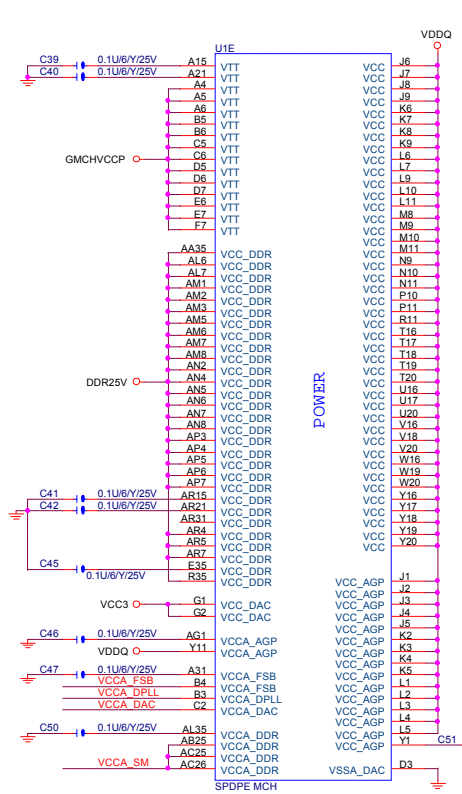 VDDQ
U1E
C39 0.1U/6/Y/25V A15 VTT VCC J6
C40 0.1U/6/Y/25V A21 VTT VCC J7
A4 VTT VCC J8
A5 VTT VCC J9
A6 VTT VCC K6
B5 VTT VCC K7
B6 VTT VCC K8
C5 VTT VCC K9
GMCHVCCP C6 VTT VCC L6
D5 VTT VCC L7
D6 VTT VCC L9
D7 VTT VCC L10
E6 VTT VCC L11
E7 VTT VCC M8
F7 VTT VCC M9
VCC M10
AA35 VCC_DDR VCC M11
AL6 VCC_DDR VCC N9
AL7 VCC_DDR VCC N10
AM1 VCC_DDR VCC N11
AM2 VCC_DDR VCC P10
AM3 VCC_DDR VCC P11
AM5 VCC_DDR VCC R11
AM6 VCC_DDR VCC T16
AM7 VCC_DDR VCC T17
AM8 VCC_DDR VCC T18
AN2 VCC_DDR VCC T19
DDR25V AN4 VCC_DDR VCC T20
AN5 VCC_DDR VCC U16
AN6 VCC_DDR VCC U17
AN7 VCC_DDR VCC U20
AN8 VCC_DDR VCC V16
AP3 VCC_DDR VCC V18
AP4 VCC_DDR VCC V20
AP5 VCC_DDR VCC W16
AP6 VCC_DDR VCC W19
AP7 VCC_DDR VCC W20
C41 0.1U/6/Y/25V AR15 VCC_DDR VCC Y16
C42 0.1U/6/Y/25V AR21 VCC_DDR VCC Y17
AR31 VCC_DDR VCC Y18
AR4 VCC_DDR VCC Y19
AR5 VCC_DDR VCC Y20
AR7 VCC_DDR
C45 0.1U/6/Y/25V E35 VCC_DDR
R35 VCC_DDR VCC_AGP J1
VCC_AGP J2
VCC3 G1 VCC_DAC VCC_AGP J3
G2 VCC_DAC VCC_AGP J4
VCC_AGP J5
C46 0.1U/6/Y/25V AG1 VCCA_AGP VCC_AGP K2
VDDQ Y11 VCCA_AGP VCC_AGP K3
VCC_AGP K4
C47 0.1U/6/Y/25V A31 VCCA_FSB VCC_AGP K5
VCCA_FSB B4 VCCA_FSB VCC_AGP L1
VCCA_DPLL B3 VCCA_DPLL VCC_AGP L2
VCCA_DAC C2 VCCA_DAC VCC_AGP L3
VCC_AGP L4
C50 0.1U/6/Y/25V AL35 VCCA_DDR VCC_AGP L5
AB25 VCCA_DDR VCC_AGP Y1 C51
AC25 VCCA_DDR
VCCA_SM AC26 VCCA_DDR VSSA_DAC D3
POWER
SPDPE MCH